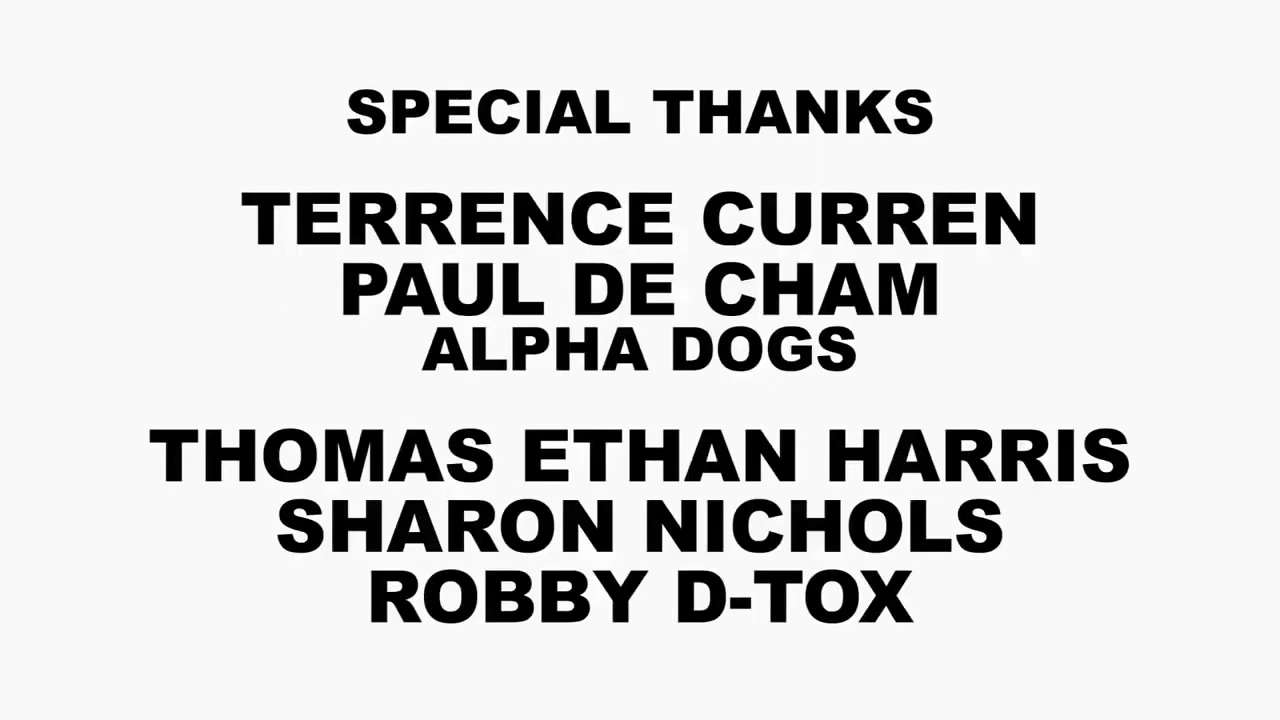 SPECIAL THANKS
TERRENCE CURREN
PAUL DE CHAM
ALPHA DOGS
THOMAS ETHAN HARRIS
SHARON NICHOLS
ROBBY D-TOX